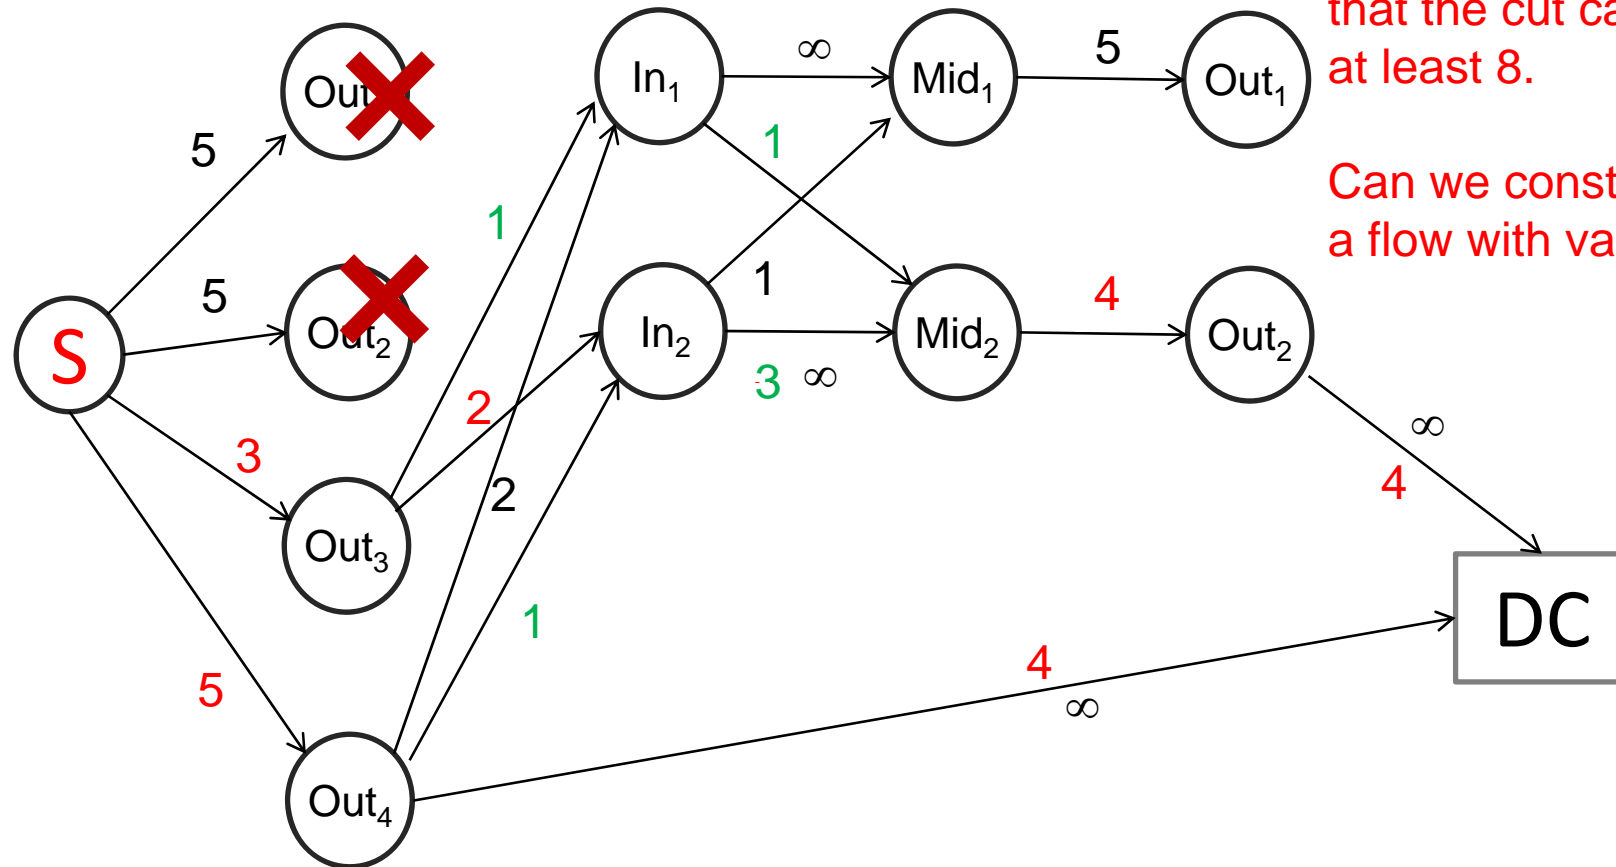 that the cut ca
at least 8.
Can we const
a flow with va
Out
Out2
Out3
Out4
S
In1
In2
Mid1
Mid2
Out1
Out2
DC
5
5
3
5
1
2
2
1
∞
1
1
3 ∞
5
4
∞
4
4
∞